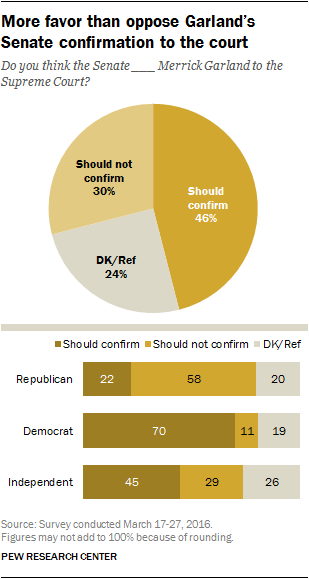 More favor than oppose Garland's
Senate confirmation to the court
Do you think the Senate ___ Merrick Garland to the
Supreme Court?
Should not
confirm
30%
Should
confirm
46%
DK/Ref
24%
Should confirm Should not confirm DK/Ref
Republican 22 58 20
Democrat 70 11 19
Independent 45 29 26
Source: Survey conducted March 17-27, 2016.
Figures may not add to 100% because of rounding.
PEW RESEARCH CENTER